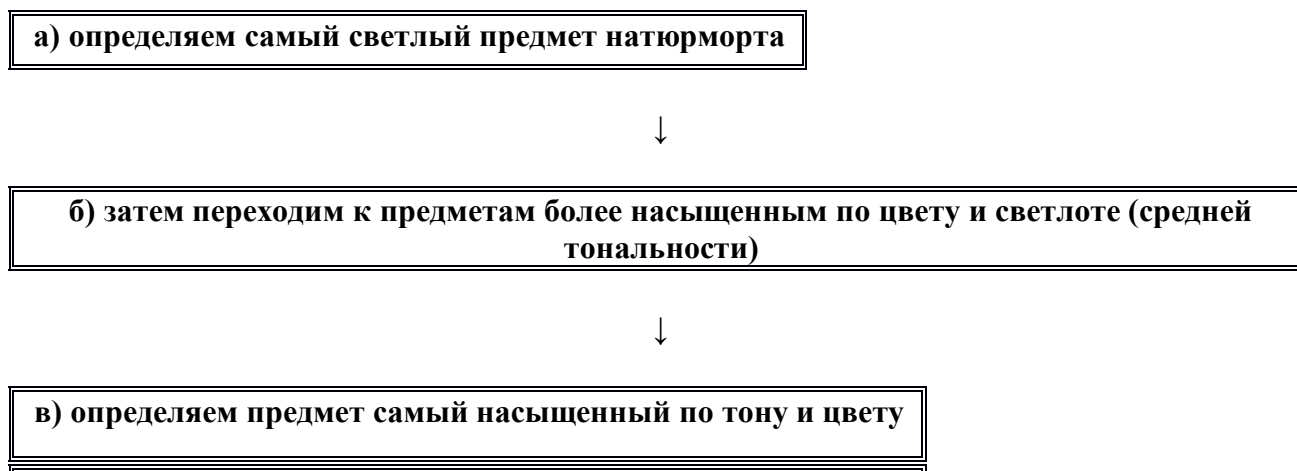 а) определяем самый светлый предмет натюрморта
↓
б) затем переходим к предметам более насыщенным по цвету и светлоте (средней
тональности)
↓
в) определяем предмет самый насыщенный по тону и цвету